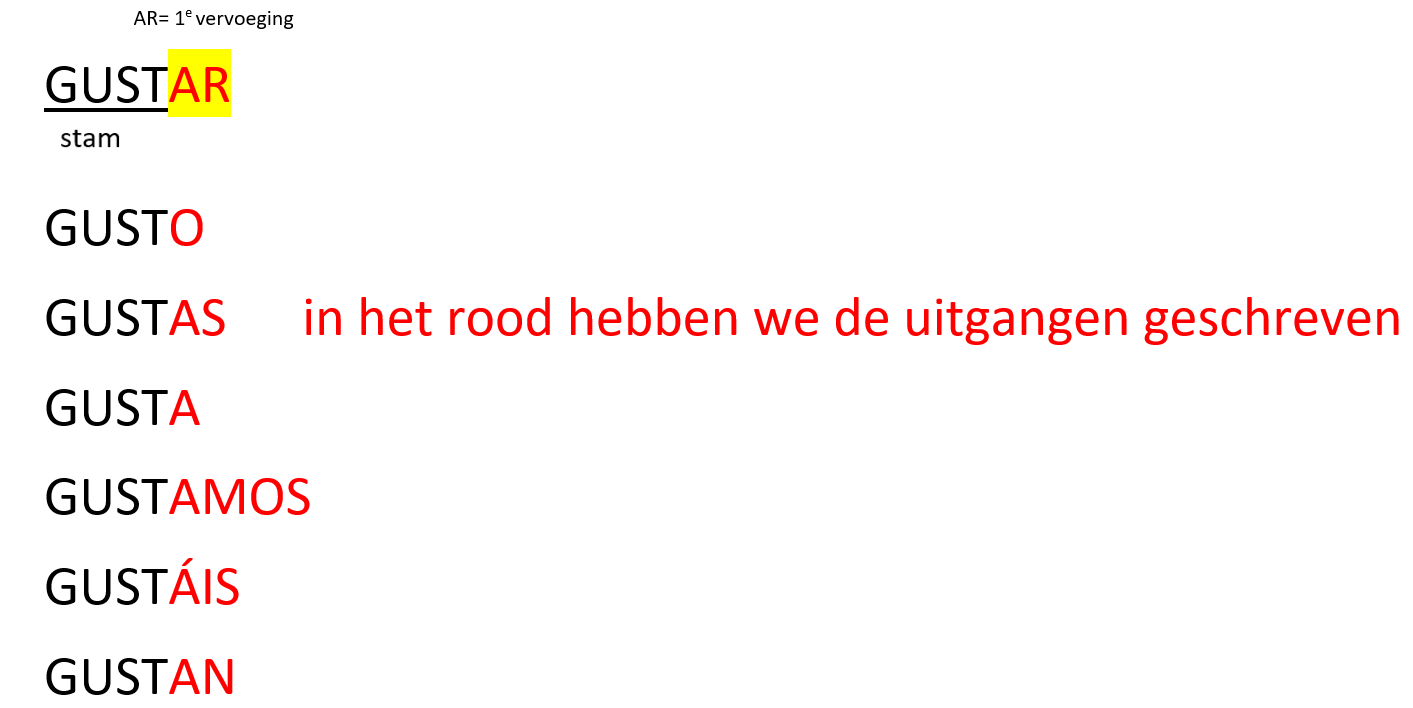 AR= 1e vervoeging
GUSTAR
stam
GUSTO
GUSTAS in het rood hebben we de uitgangen geschreven
GUSTA
GUSTAMOS
GUSTÁIS
GUSTAN